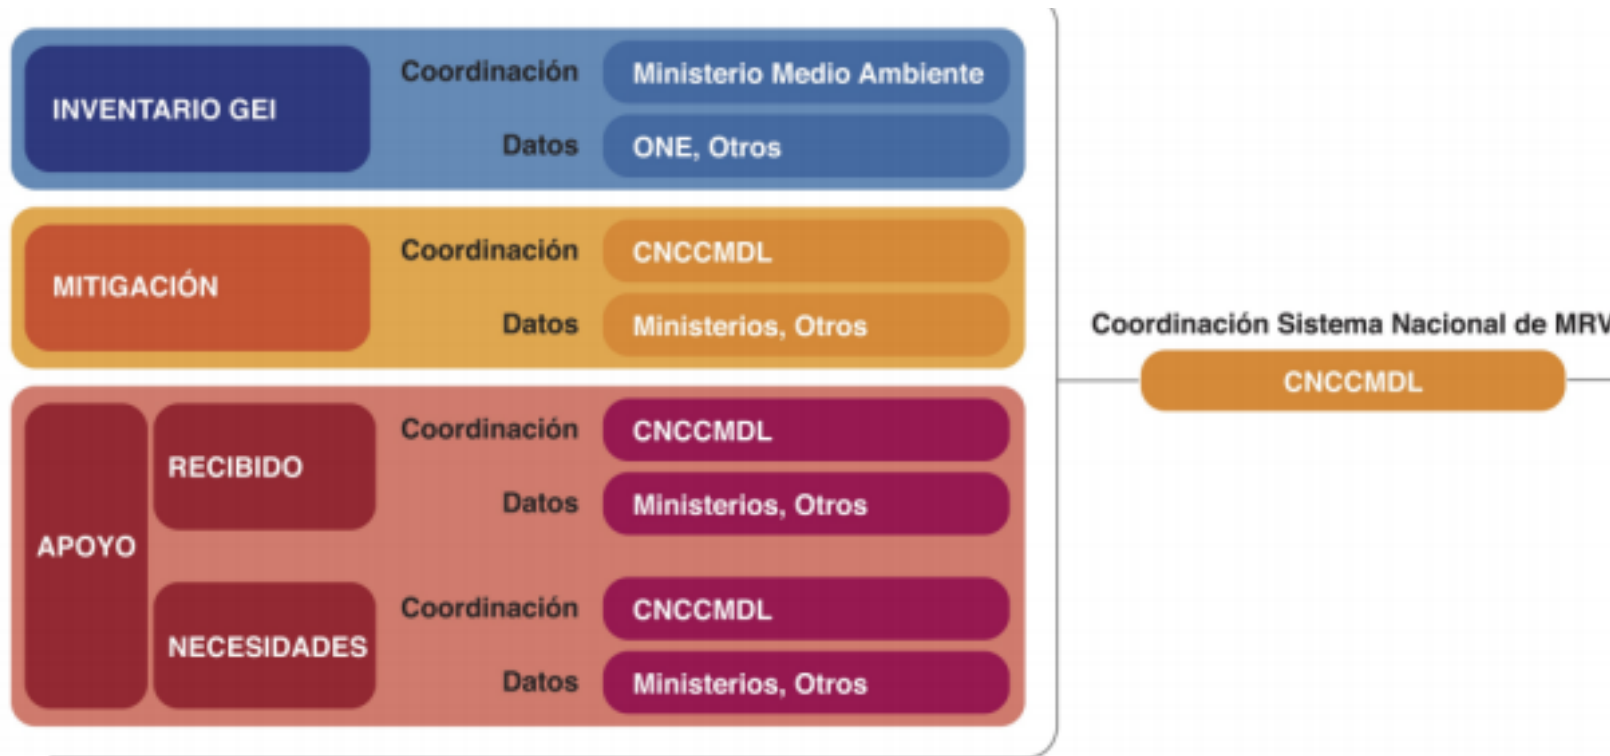 Coordinación Ministerio Medio Ambiente
INVENTARIO GEI
Datos ONE, Otros
Coordinación CNCCMDL
MITIGACIÓN
Datos Ministerios, Otros
Coordinación Sistema Nacional de MRV
CNCCMDL
Coordinación CNCCMDL
RECIBIDO
Datos Ministerios, Otros
APOYO
Coordinación CNCCMDL
NECESIDADES
Datos Ministerios, Otros